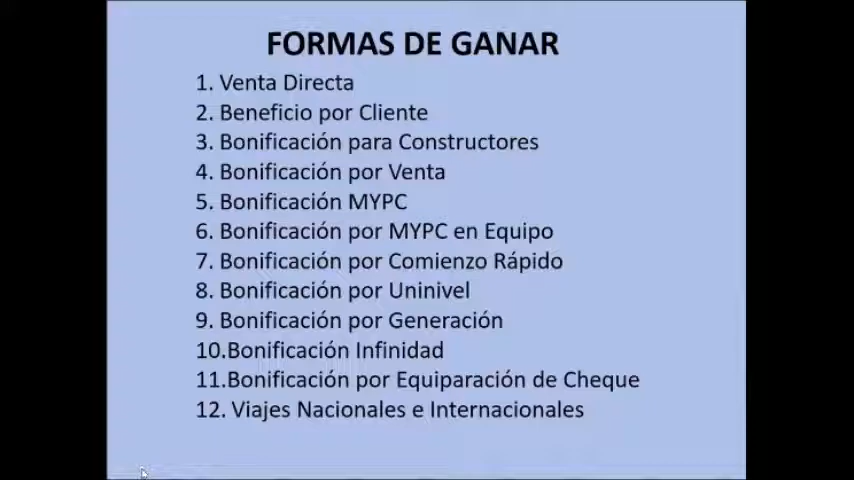 FORMAS DE GANAR
1. Venta Directa
2. Beneficio por Cliente
3. Bonificación para Constructores
4. Bonificación por Venta
5. Bonificación MYPC
6. Bonificación por MYPC en Equipo
7. Bonificación por Comienzo Rápido
8. Bonificación por Uninivel
9. Bonificación por Generación
10.Bonificación Infinidad
11.Bonificación por Equiparación de Cheque
12. Viajes Nacionales e Internacionales